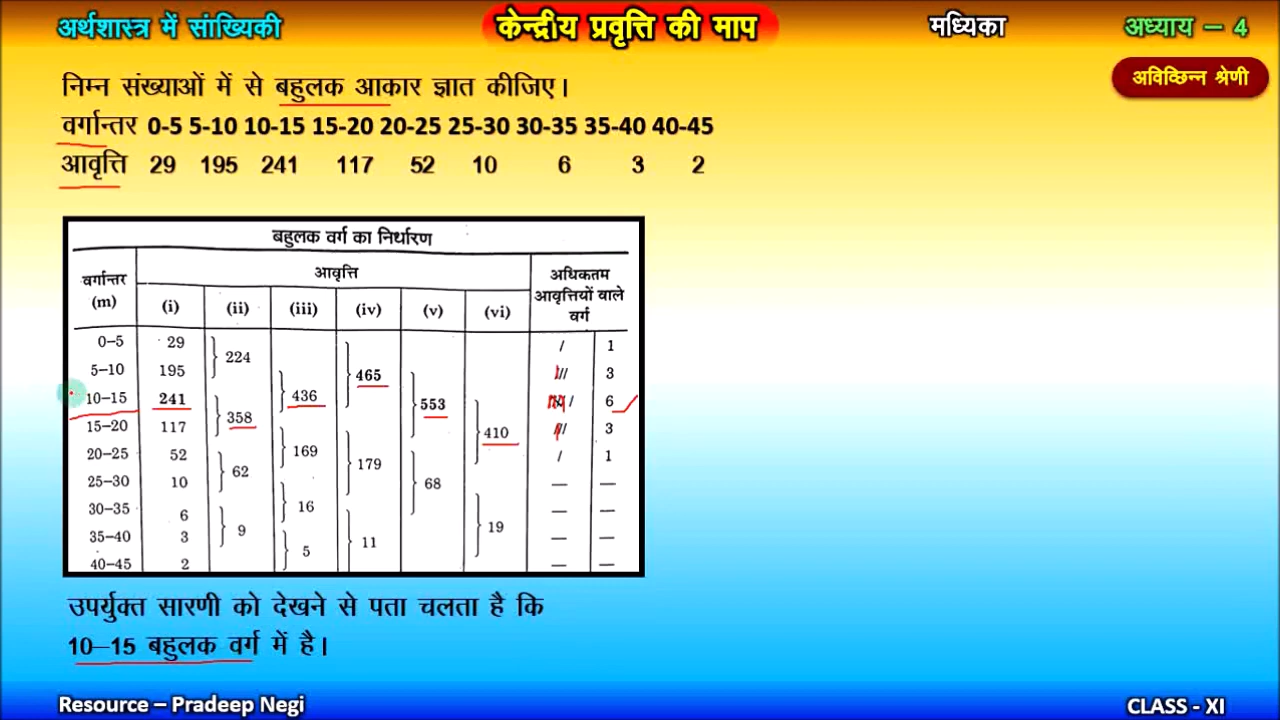 अर्थशास्त्र में सांख्यिकी केन्द्रीय प्रवृत्ति की माप मध्यिका अध्याय – 4
अविच्छिन्न श्रेणी
निम्न संख्याओं में से बहुलक आकार ज्ञात कीजिए।
वर्गान्तर 0-5 5-10 10-15 15-20 20-25 25-30 30-35 35-40 40-45
आवृत्ति 29 195 241 117 52 10 6 3 2
बहुलक वर्ग का निर्धारण
वर्गान्तर (m) आवृत्ति अधिकतम आवृत्तियों वाले वर्ग
(i) (ii) (iii) (iv) (v) (vi)
0–5 29 / 1
224
5–10 195 465 /// 3
10–15 241 436 553 6
358
15–20 117 410 /// 3
20–25 52 169 / 1
62 179
25–30 10 68 — —
30–35 6 16 — —
9 19
35–40 3 11 — —
5
40–45 2 — —
उपर्युक्त सारणी को देखने से पता चलता है कि
10–15 बहुलक वर्ग में है।
Resource – Pradeep Negi CLASS - XI